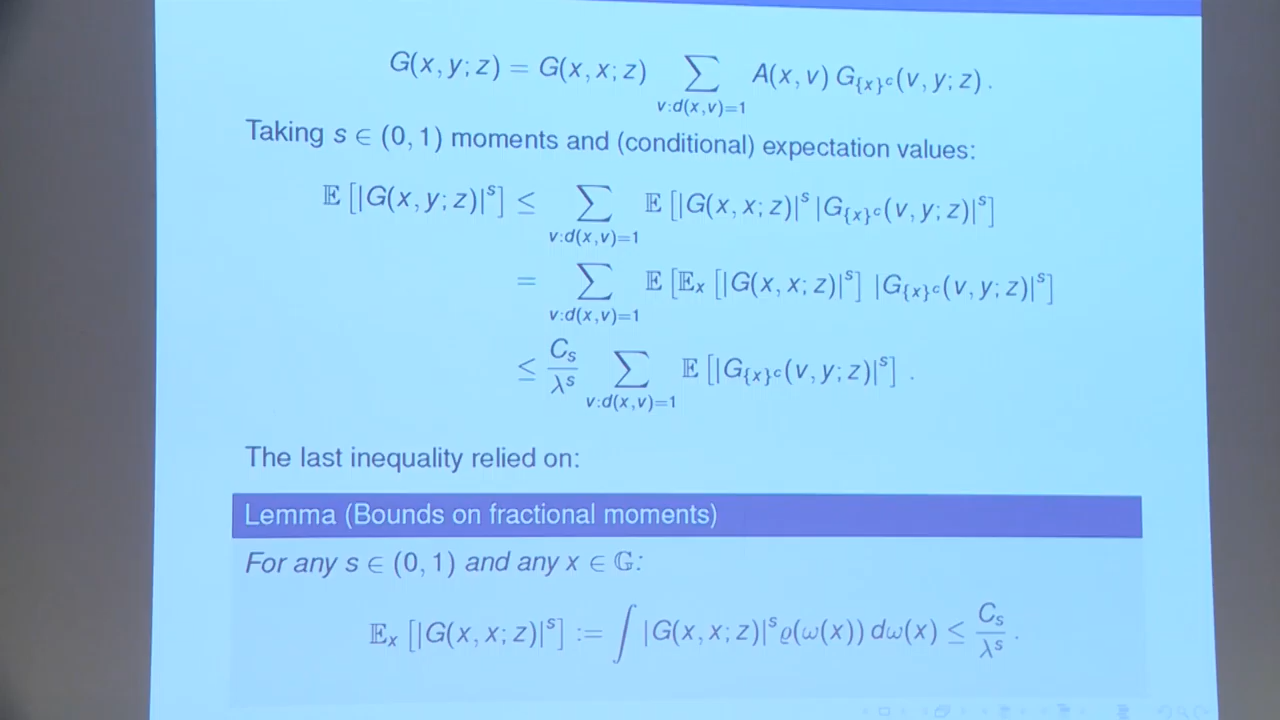 G(x, y; z) = G(x, x; z) ∑_{v:d(x,v)=1} A(x, v) G_{{x}^c}(v, y; z) .
Taking s ∈ (0, 1) moments and (conditional) expectation values:
𝔼 [|G(x, y; z)|^s] ≤ ∑_{v:d(x,v)=1} 𝔼 [|G(x, x; z)|^s |G_{{x}^c}(v, y; z)|^s]
= ∑_{v:d(x,v)=1} 𝔼 [𝔼_x [|G(x, x; z)|^s] |G_{{x}^c}(v, y; z)|^s]
≤ C_s/λ^s ∑_{v:d(x,v)=1} 𝔼 [|G_{{x}^c}(v, y; z)|^s] .
The last inequality relied on:
Lemma (Bounds on fractional moments)
For any s ∈ (0, 1) and any x ∈ 𝔾:
𝔼_x [|G(x, x; z)|^s] := ∫ |G(x, x; z)|^s ϱ(ω(x)) dω(x) ≤ C_s/λ^s .